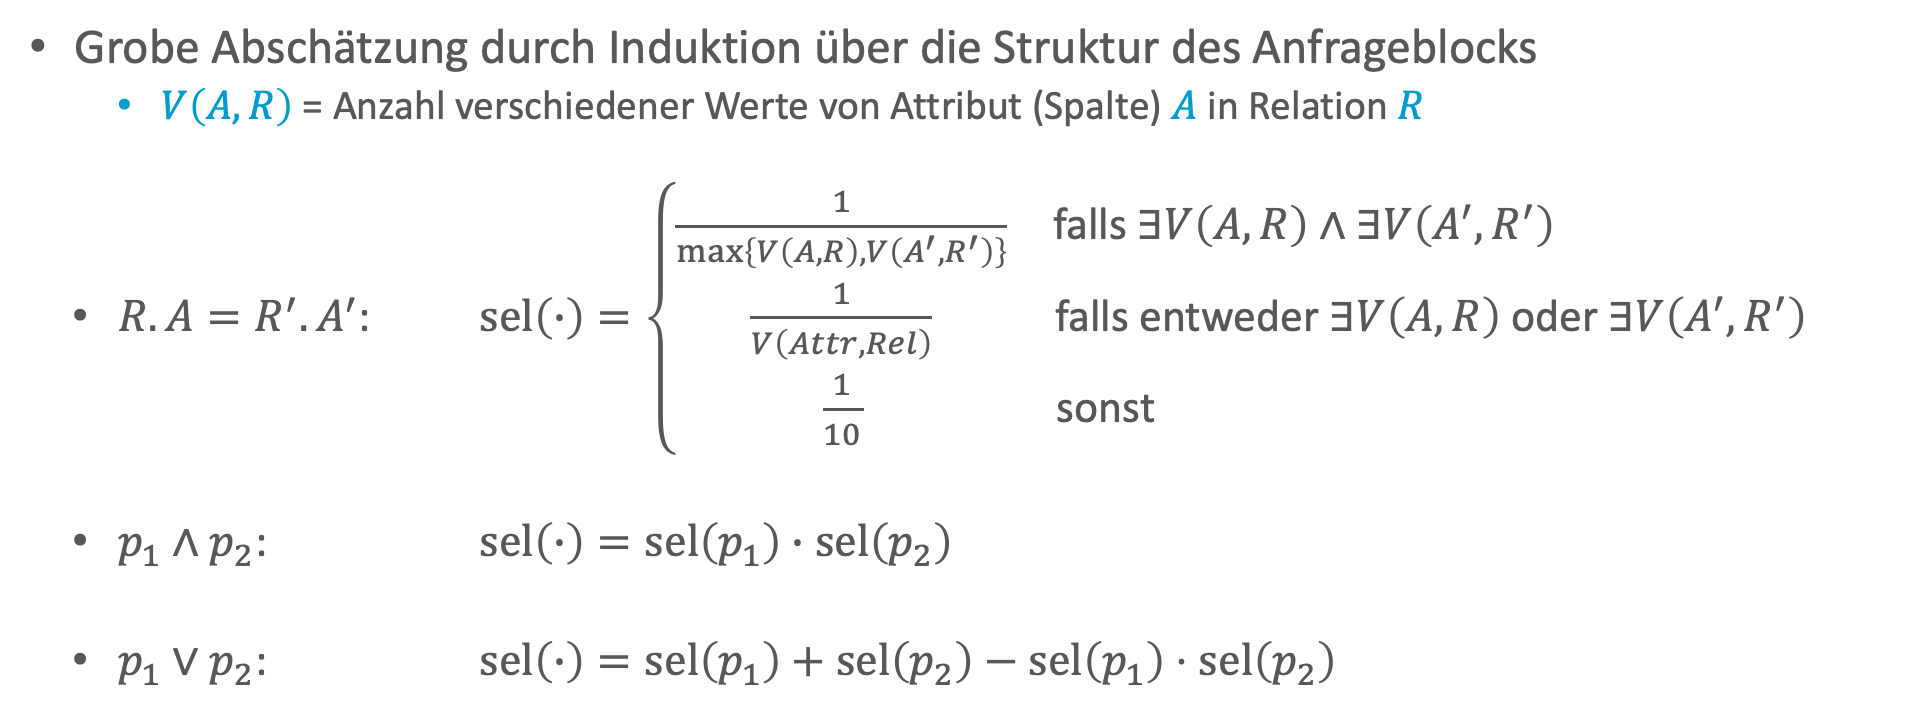 • Grobe Abschätzung durch Induktion über die Struktur des Anfrageblocks
• V(A, R) = Anzahl verschiedener Werte von Attribut (Spalte) A in Relation R
1
max{V(A,R),V(A′,R′)} falls ∃V(A, R) ∧ ∃V(A′, R′)
• R. A = R′. A′: sel(·) = {
1
V(Attr,Rel) falls entweder ∃V(A, R) oder ∃V(A′, R′)
1
10 sonst
• p₁ ∧ p₂: sel(·) = sel(p₁) · sel(p₂)
• p₁ ∨ p₂: sel(·) = sel(p₁) + sel(p₂) − sel(p₁) · sel(p₂)